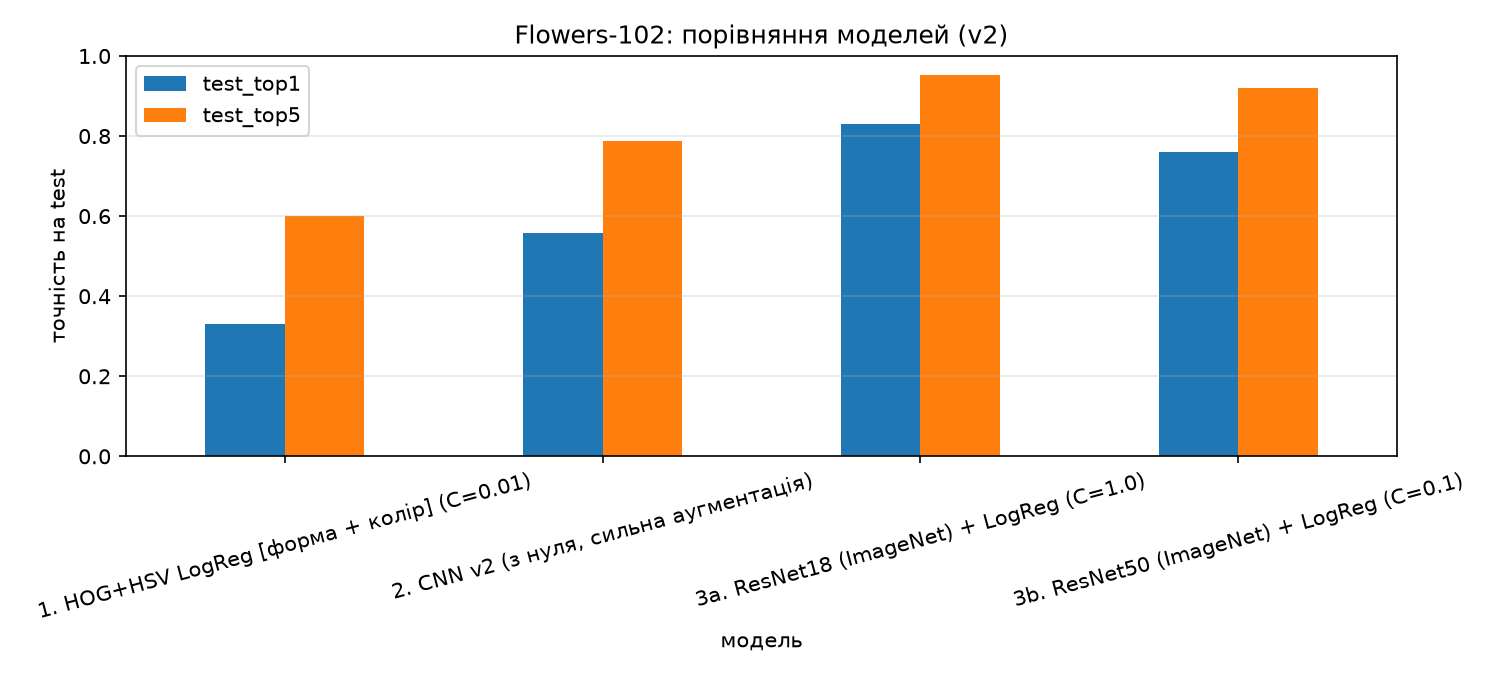 Flowers-102: порівняння моделей (v2)
test_top1
test_top5
точність на test
1.0
0.8
0.6
0.4
0.2
0.0
1. HOG+HSV LogReg [форма + колір] (C=0.01)
2. CNN v2 (з нуля, сильна аугментація)
3a. ResNet18 (ImageNet) + LogReg (C=1.0)
3b. ResNet50 (ImageNet) + LogReg (C=0.1)
модель